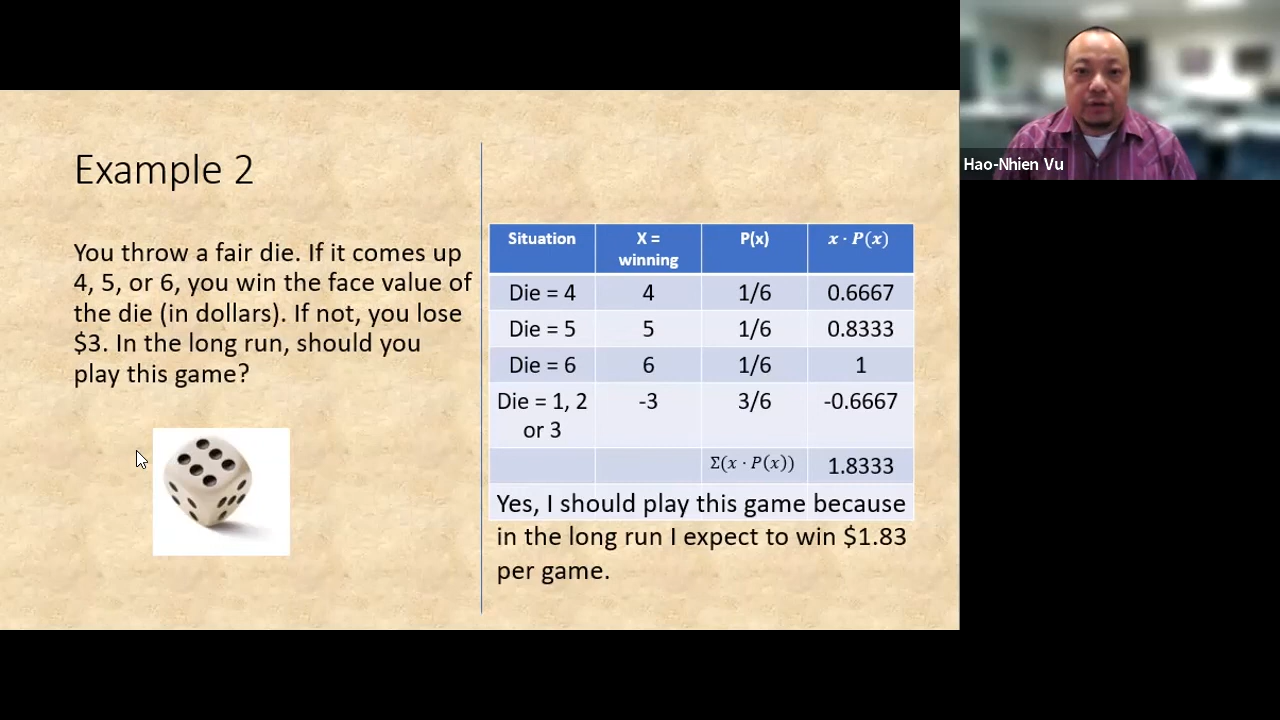 Example 2
You throw a fair die. If it comes up
4, 5, or 6, you win the face value of
the die (in dollars). If not, you lose
$3. In the long run, should you
play this game?
Situation
X =
winning
P(x)
x · P(x)
Die = 4
4
1/6
0.6667
Die = 5
5
1/6
0.8333
Die = 6
6
1/6
1
Die = 1, 2
or 3
-3
3/6
-0.6667
Σ(x · P(x))
1.8333
Yes, I should play this game because
in the long run I expect to win $1.83
per game.
Hao-Nhien Vu